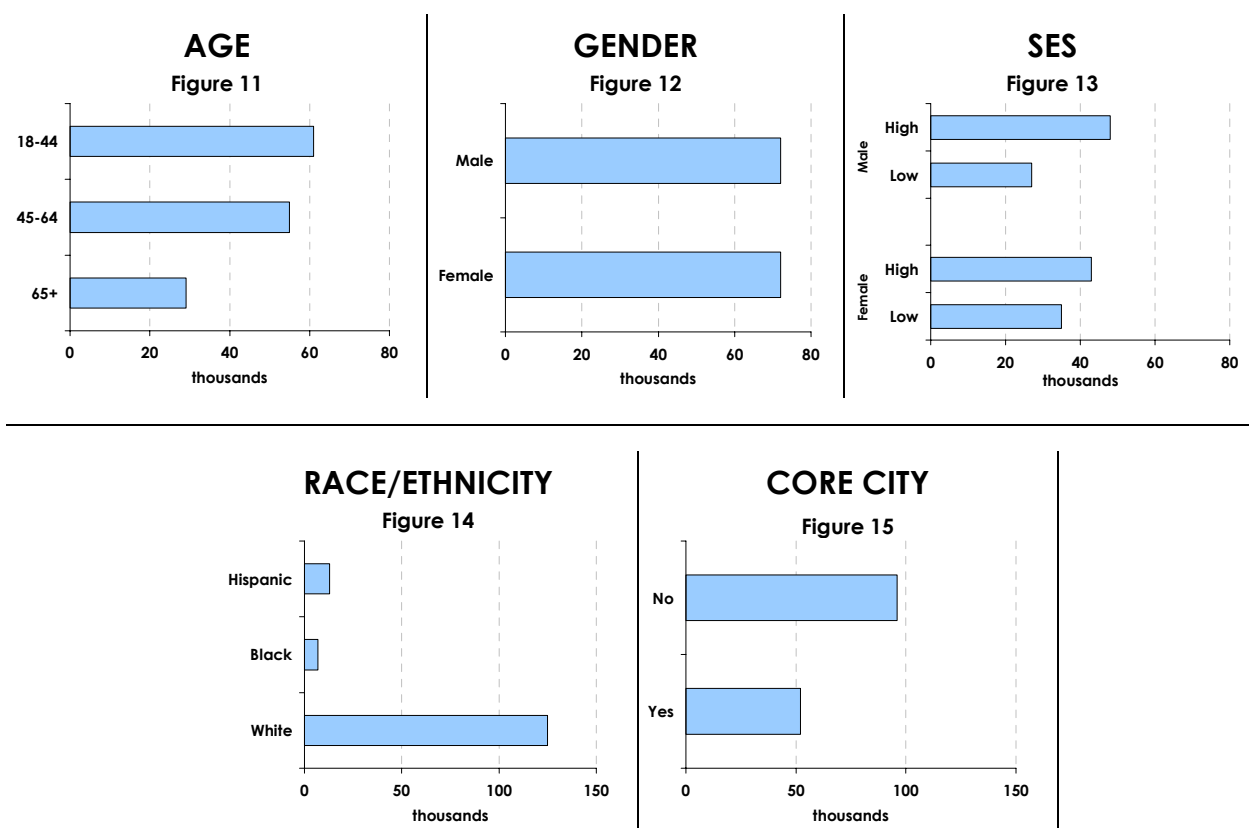 AGE
Figure 11
18-44
45-64
65+
0 20 40 60 80
thousands
GENDER
Figure 12
Male
Female
0 20 40 60 80
thousands
SES
Figure 13
Male
High
Low
Female
High
Low
0 20 40 60 80
thousands
RACE/ETHNICITY
Figure 14
Hispanic
Black
White
0 50 100 150
thousands
CORE CITY
Figure 15
No
Yes
0 50 100 150
thousands